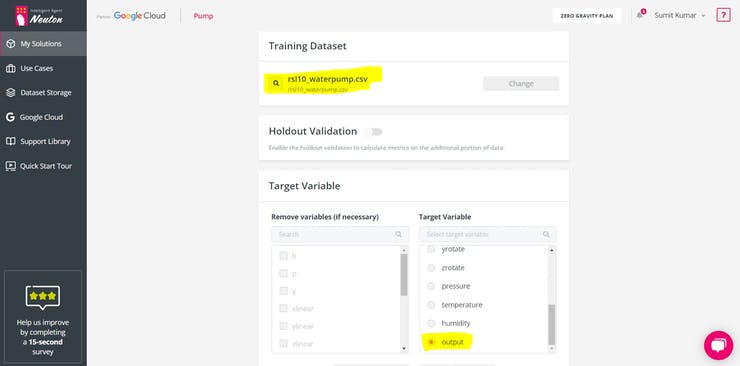 Intelligent Agent
Neuton
Partner Google Cloud
Pump
ZERO GRAVITY PLAN
Sumit Kumar
?
My Solutions
Use Cases
Dataset Storage
Google Cloud
Support Library
Quick Start Tour
Training Dataset
rsl10_waterpump.csv
/rsl10_waterpump.csv
Change
Holdout Validation
Enable the holdout validation to calculate metrics on the additional portion of data.
Target Variable
Remove variables (if necessary)
Search
h
p
y
xlinear
ylinear
zlinear
Target Variable
Select target variable
yrotate
zrotate
pressure
temperature
humidity
output
Help us improve
by completing
a 15-second
survey